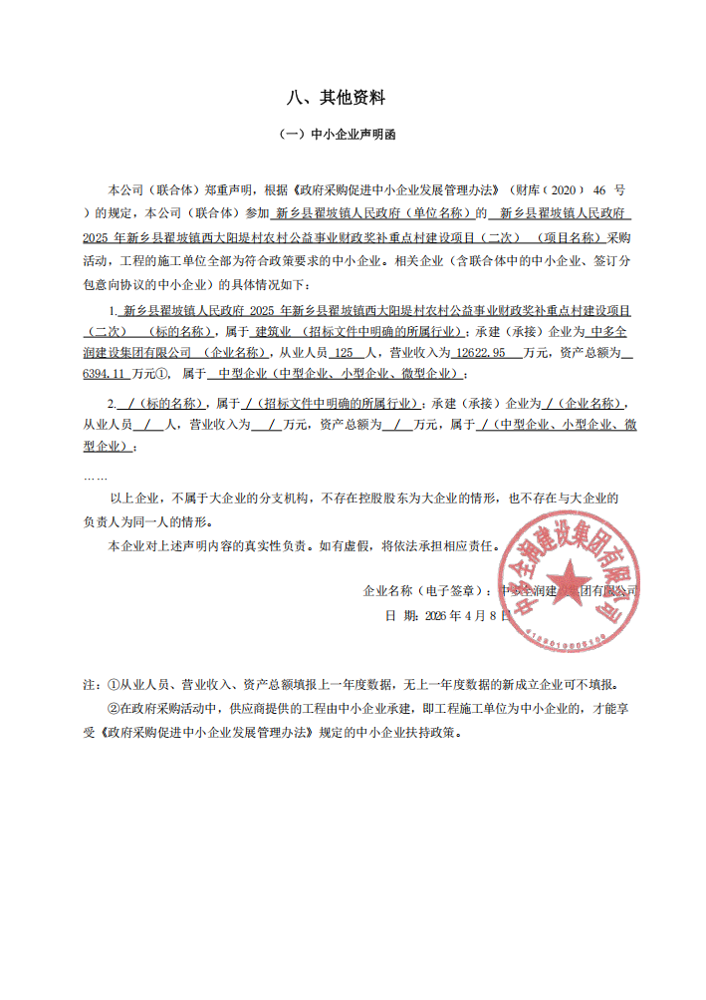 八、其他资料
（一）中小企业声明函
本公司（联合体）郑重声明，根据《政府采购促进中小企业发展管理办法》（财库﹝2020﹞ 46 号
）的规定，本公司（联合体）参加 新乡县翟坡镇人民政府（单位名称）的 新乡县翟坡镇人民政府
2025 年新乡县翟坡镇西大阳堤村农村公益事业财政奖补重点村建设项目（二次） （项目名称）采购
活动，工程的施工单位全部为符合政策要求的中小企业。相关企业（含联合体中的中小企业、签订分
包意向协议的中小企业）的具体情况如下：
1. 新乡县翟坡镇人民政府 2025 年新乡县翟坡镇西大阳堤村农村公益事业财政奖补重点村建设项目
（二次） （标的名称），属于 建筑业 （招标文件中明确的所属行业）；承建（承接）企业为 中多全
润建设集团有限公司 （企业名称），从业人员 125 人，营业收入为 12622.95 万元，资产总额为
6394.11 万元①， 属于 中型企业（中型企业、小型企业、微型企业）；
2. /（标的名称），属于 /（招标文件中明确的所属行业）；承建（承接）企业为 /（企业名称），
从业人员 / 人，营业收入为 / 万元，资产总额为 / 万元，属于 /（中型企业、小型企业、微
型企业）；
……
以上企业，不属于大企业的分支机构，不存在控股股东为大企业的情形，也不存在与大企业的
负责人为同一人的情形。
本企业对上述声明内容的真实性负责。如有虚假，将依法承担相应责任。
企业名称（电子签章）：中多全润建设集团有限公司
日 期：2026 年 4 月 8 日
中多全润建设集团有限公司
注：①从业人员、营业收入、资产总额填报上一年度数据，无上一年度数据的新成立企业可不填报。
②在政府采购活动中，供应商提供的工程由中小企业承建，即工程施工单位为中小企业的，才能享
受《政府采购促进中小企业发展管理办法》规定的中小企业扶持政策。